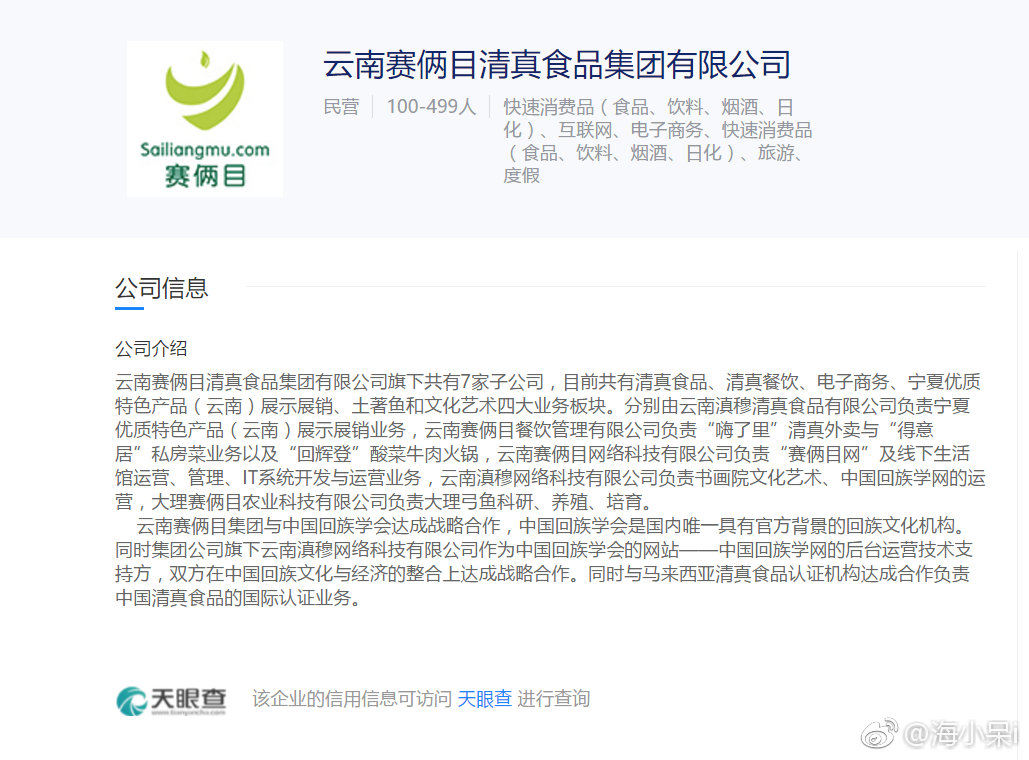 云南赛俩目清真食品集团有限公司
Sailiangmu.com
赛俩目
民营
100-499人
快速消费品（食品、饮料、烟酒、日
化）、互联网、电子商务、快速消费品
（食品、饮料、烟酒、日化）、旅游、
度假
公司信息
公司介绍
云南赛俩目清真食品集团有限公司旗下共有7家子公司，目前共有清真食品、清真餐饮、电子商务、宁夏优质
特色产品（云南）展示展销、土著鱼和文化艺术四大业务板块。分别由云南滇穆清真食品有限公司负责宁夏
优质特色产品（云南）展示展销业务，云南赛俩目餐饮管理有限公司负责“嗨了里”清真外卖与“得意
居”私房菜业务以及“回辉登”酸菜牛肉火锅，云南赛俩目网络科技有限公司负责“赛俩目网”及线下生活
馆运营、管理、IT系统开发与运营业务，云南滇穆网络科技有限公司负责书画院文化艺术、中国回族学网的运
营，大理赛俩目农业科技有限公司负责大理弓鱼科研、养殖、培育。
云南赛俩目集团与中国回族学会达成战略合作，中国回族学会是国内唯一具有官方背景的回族文化机构。
同时集团公司旗下云南滇穆网络科技有限公司作为中国回族学会的网站——中国回族学网的后台运营技术支
持方，双方在中国回族文化与经济的整合上达成战略合作。同时与马来西亚清真食品认证机构达成合作负责
中国清真食品的国际认证业务。
天眼查
该企业的信用信息可访问 天眼查 进行查询
@海小呆i